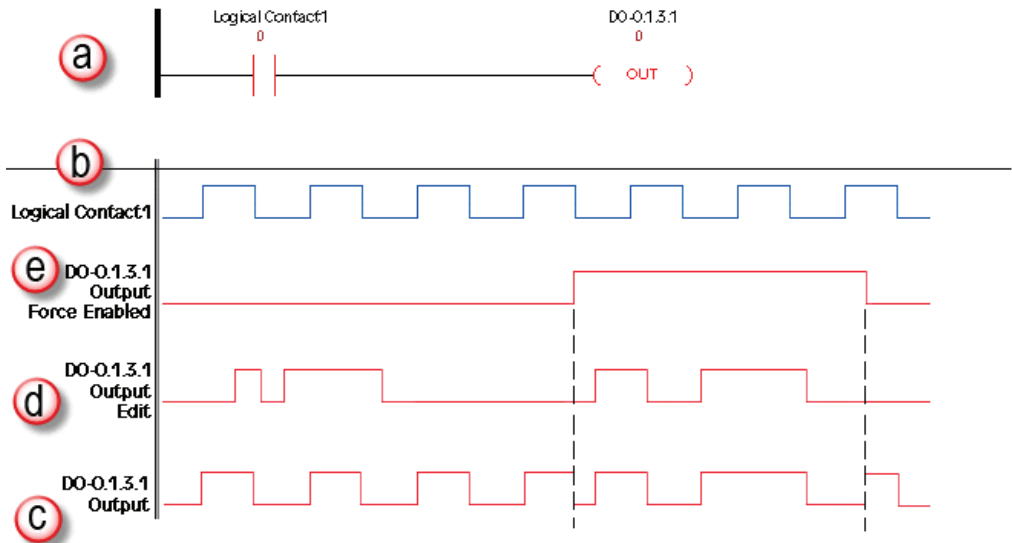 Logical Contact1
0
DO-0.1.3.1
0
a
OUT
b
Logical Contact1
e
DO-0.1.3.1
Output
Force Enabled
d
DO-0.1.3.1
Output
Edit
DO-0.1.3.1
Output
c